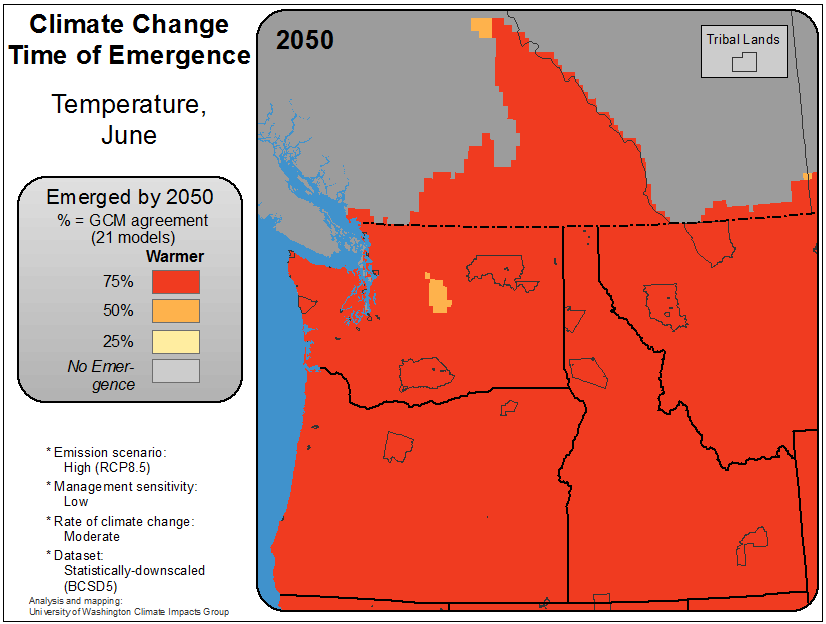 Climate Change
Time of Emergence
Temperature,
June
Emerged by 2050
% = GCM agreement
(21 models)
Warmer
75%
50%
25%
No Emer-
gence
* Emission scenario:
High (RCP8.5)
* Management sensitivity:
Low
* Rate of climate change:
Moderate
* Dataset:
Statistically-downscaled
(BCSD5)
Analysis and mapping:
University of Washington Climate Impacts Group
2050
Tribal Lands